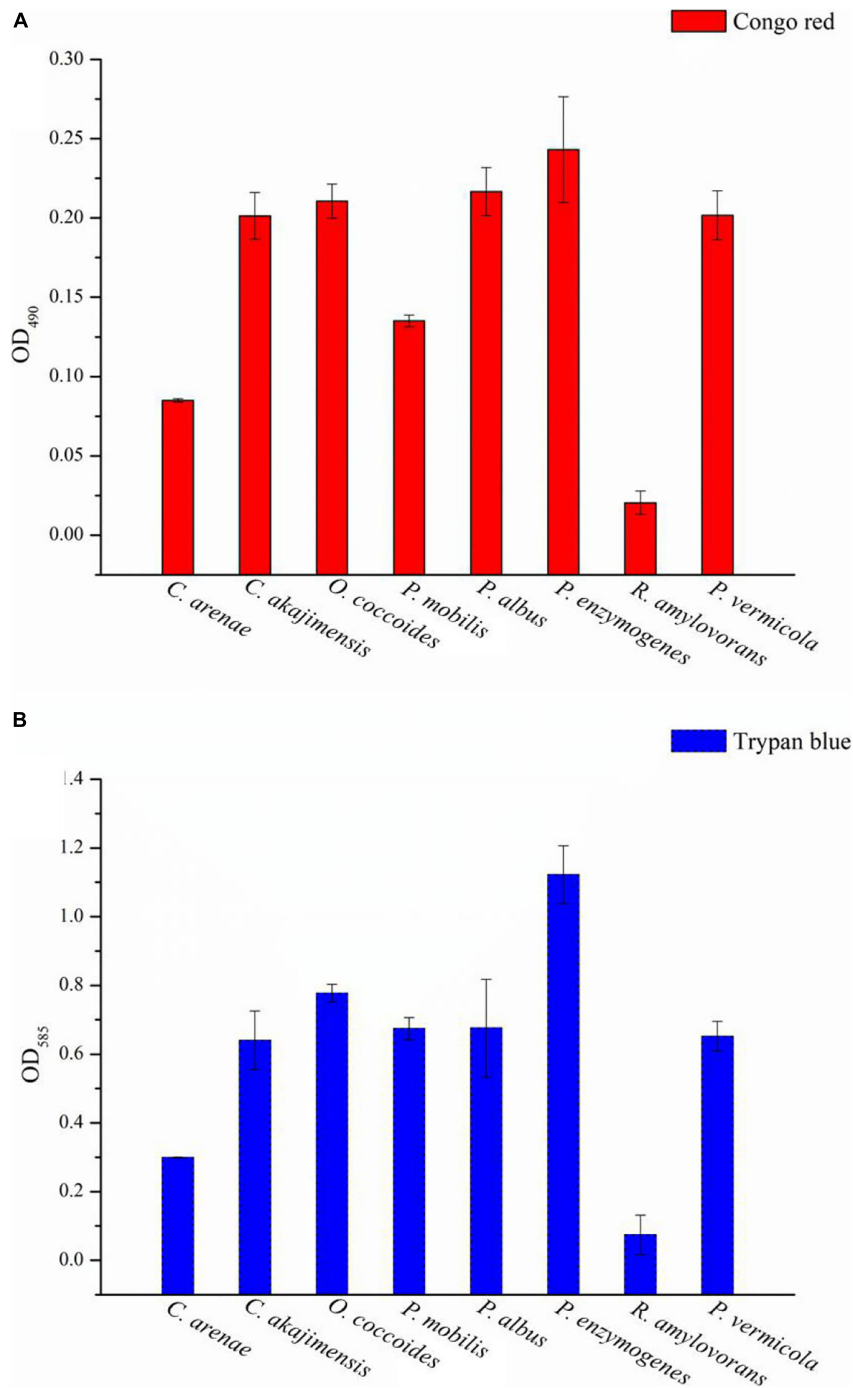 A
Congo red
0.30
0.25
0.20
0.15
0.10
0.05
0.00
OD490
C. arenae
C. akajimensis
O. coccoides
P. mobilis
P. albus
P. enzymogenes
R. amylovorans
P. vermicola
B
Trypan blue
1.4
1.2
1.0
0.8
0.6
0.4
0.2
0.0
OD585
C. arenae
C. akajimensis
O. coccoides
P. mobilis
P. albus
P. enzymogenes
R. amylovorans
P. vermicola